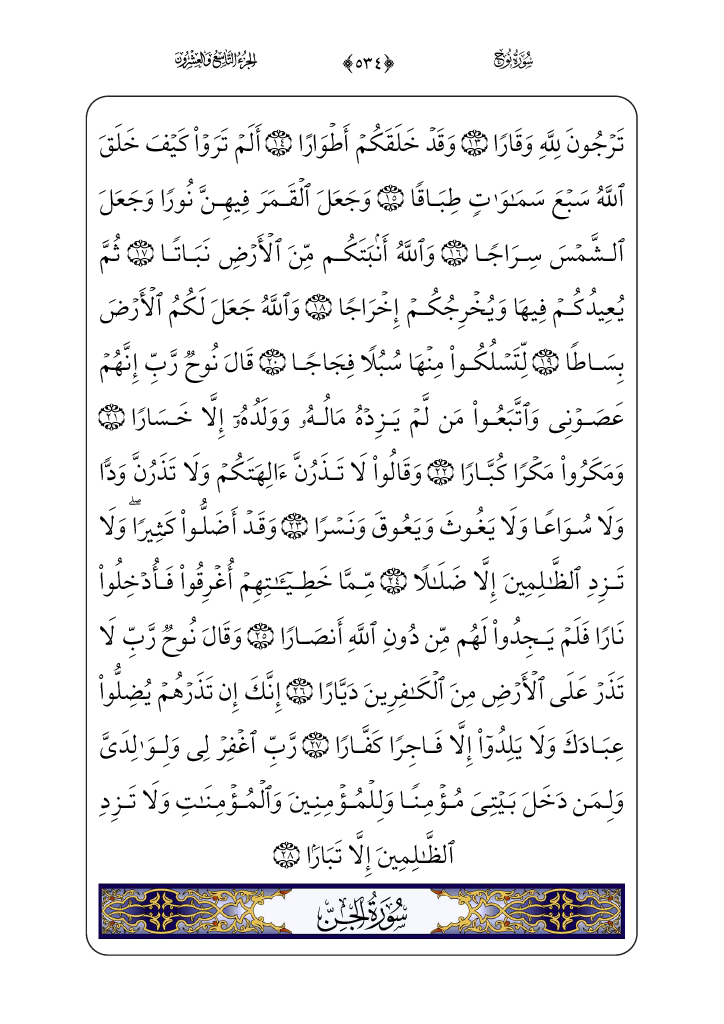 سُورَةُ نُوحٍ ﴿٥٣٤﴾ الجُزْءُ التَّاسِعُ وَالعِشْرُونَ
تَرْجُونَ لِلَّهِ وَقَارًا ١٣ وَقَدْ خَلَقَكُمْ أَطْوَارًا ١٤ أَلَمْ تَرَوْا۟ كَيْفَ خَلَقَ
ٱللَّهُ سَبْعَ سَمَـٰوَٰتٍ طِبَاقًا ١٥ وَجَعَلَ ٱلْقَمَرَ فِيهِنَّ نُورًا وَجَعَلَ
ٱلشَّمْسَ سِرَاجًا ١٦ وَٱللَّهُ أَنۢبَتَكُم مِّنَ ٱلْأَرْضِ نَبَاتًا ١٧ ثُمَّ
يُعِيدُكُمْ فِيهَا وَيُخْرِجُكُمْ إِخْرَاجًا ١٨ وَٱللَّهُ جَعَلَ لَكُمُ ٱلْأَرْضَ
بِسَاطًا ١٩ لِّتَسْلُكُوا۟ مِنْهَا سُبُلًا فِجَاجًا ٢٠ قَالَ نُوحٌ رَّبِّ إِنَّهُمْ
عَصَوْنِى وَٱتَّبَعُوا۟ مَن لَّمْ يَزِدْهُ مَالُهُۥ وَوَلَدُهُۥٓ إِلَّا خَسَارًا ٢١
وَمَكَرُوا۟ مَكْرًا كُبَّارًا ٢٢ وَقَالُوا۟ لَا تَذَرُنَّ ءَالِهَتَكُمْ وَلَا تَذَرُنَّ وَدًّا
وَلَا سُوَاعًا وَلَا يَغُوثَ وَيَعُوقَ وَنَسْرًا ٢٣ وَقَدْ أَضَلُّوا۟ كَثِيرًا ۖ وَلَا
تَزِدِ ٱلظَّـٰلِمِينَ إِلَّا ضَلَـٰلًا ٢٤ مِّمَّا خَطِيٓـَٔـٰتِهِمْ أُغْرِقُوا۟ فَأُدْخِلُوا۟
نَارًا فَلَمْ يَجِدُوا۟ لَهُم مِّن دُونِ ٱللَّهِ أَنصَارًا ٢٥ وَقَالَ نُوحٌ رَّبِّ لَا
تَذَرْ عَلَى ٱلْأَرْضِ مِنَ ٱلْكَـٰفِرِينَ دَيَّارًا ٢٦ إِنَّكَ إِن تَذَرْهُمْ يُضِلُّوا۟
عِبَادَكَ وَلَا يَلِدُوٓا۟ إِلَّا فَاجِرًا كَفَّارًا ٢٧ رَّبِّ ٱغْفِرْ لِى وَلِوَٰلِدَىَّ
وَلِمَن دَخَلَ بَيْتِىَ مُؤْمِنًا وَلِلْمُؤْمِنِينَ وَٱلْمُؤْمِنَـٰتِ وَلَا تَزِدِ
ٱلظَّـٰلِمِينَ إِلَّا تَبَارًۢا ٢٨
سُورَةُ الجِنِّ